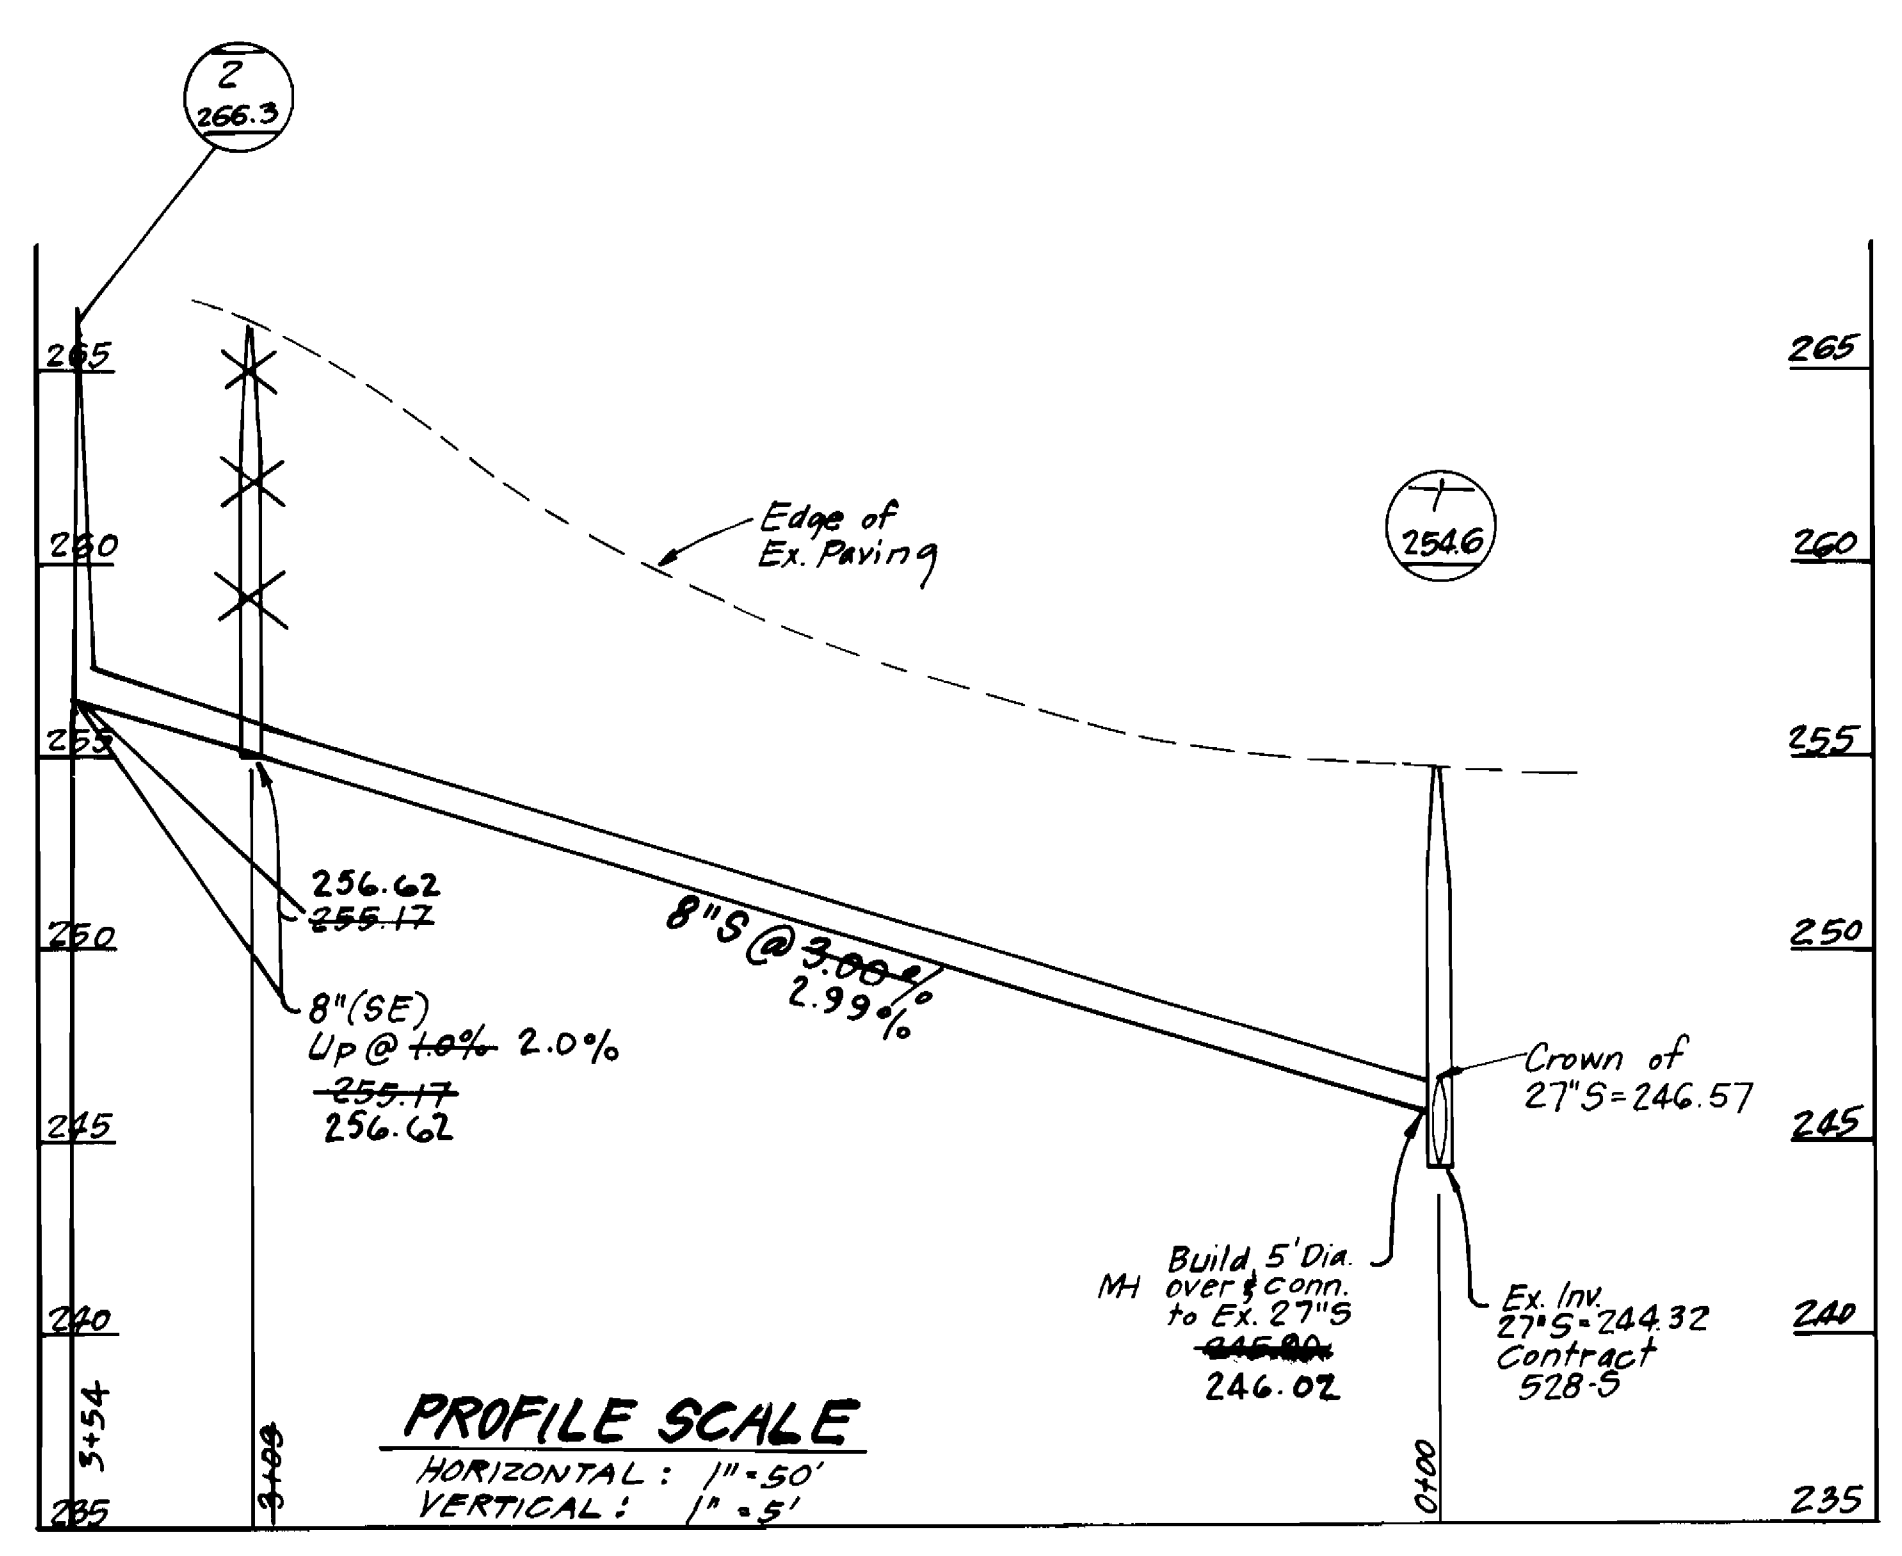 2
266.3
265
265
Edge of
Ex. Paving
1
254.6
260
260
255
255
256.62
255.17
250
250
8"S @ 3.00%
2.99%
8"(SE)
Up @ 1.0% 2.0%
255.17
256.62
Crown of
27"S=246.57
245
245
Build 5' Dia.
MH over & conn.
to Ex. 27"S
246.02
Ex. Inv.
27"S=244.32
Contract
528-S
240
240
3+54
3+09
0+00
PROFILE SCALE
HORIZONTAL: 1"=50'
VERTICAL: 1"=5'
235
235